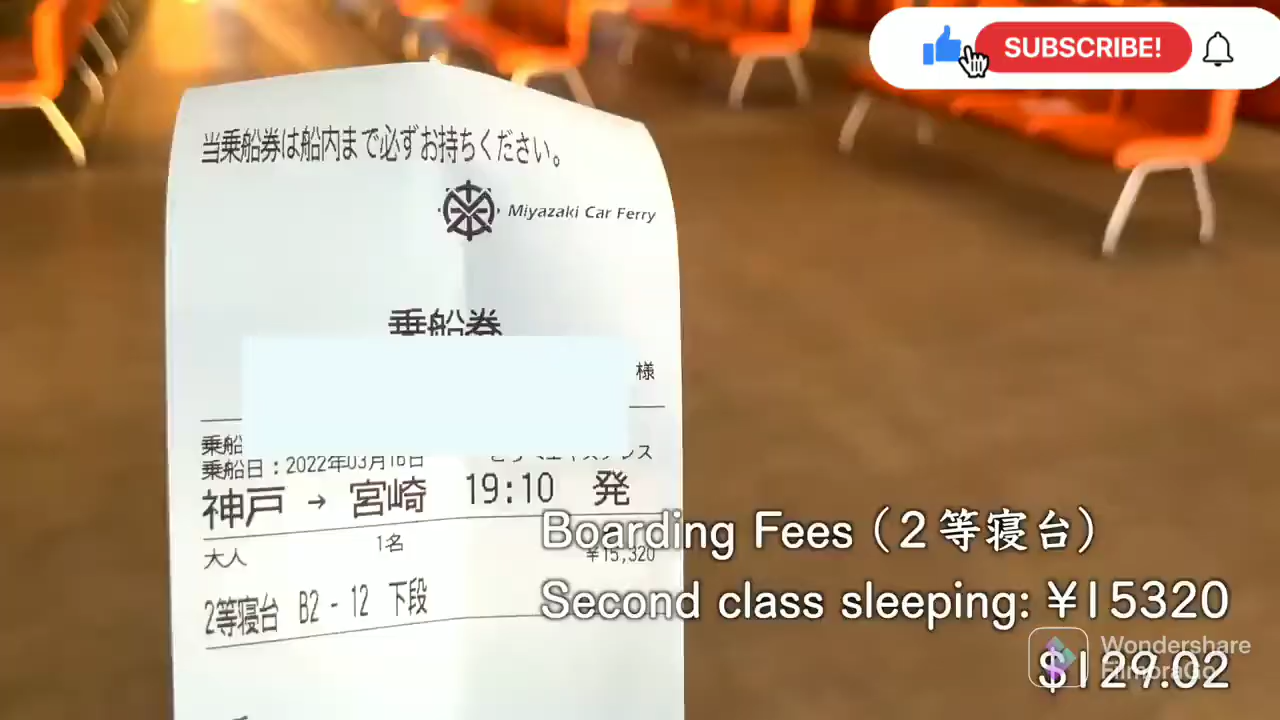 SUBSCRIBE!
当乗船券は船内まで必ずお持ちください。
Miyazaki Car Ferry
乗船券
様
乗船
乗船日：2022年03月16日
神戸 → 宮崎 19:10 発
大人 1名 ¥15,320
2等寝台 B2 - 12 下段
Boarding Fees（２等寝台）
Second class sleeping: ¥15320
$129.02
Wondershare
FilmoraGo